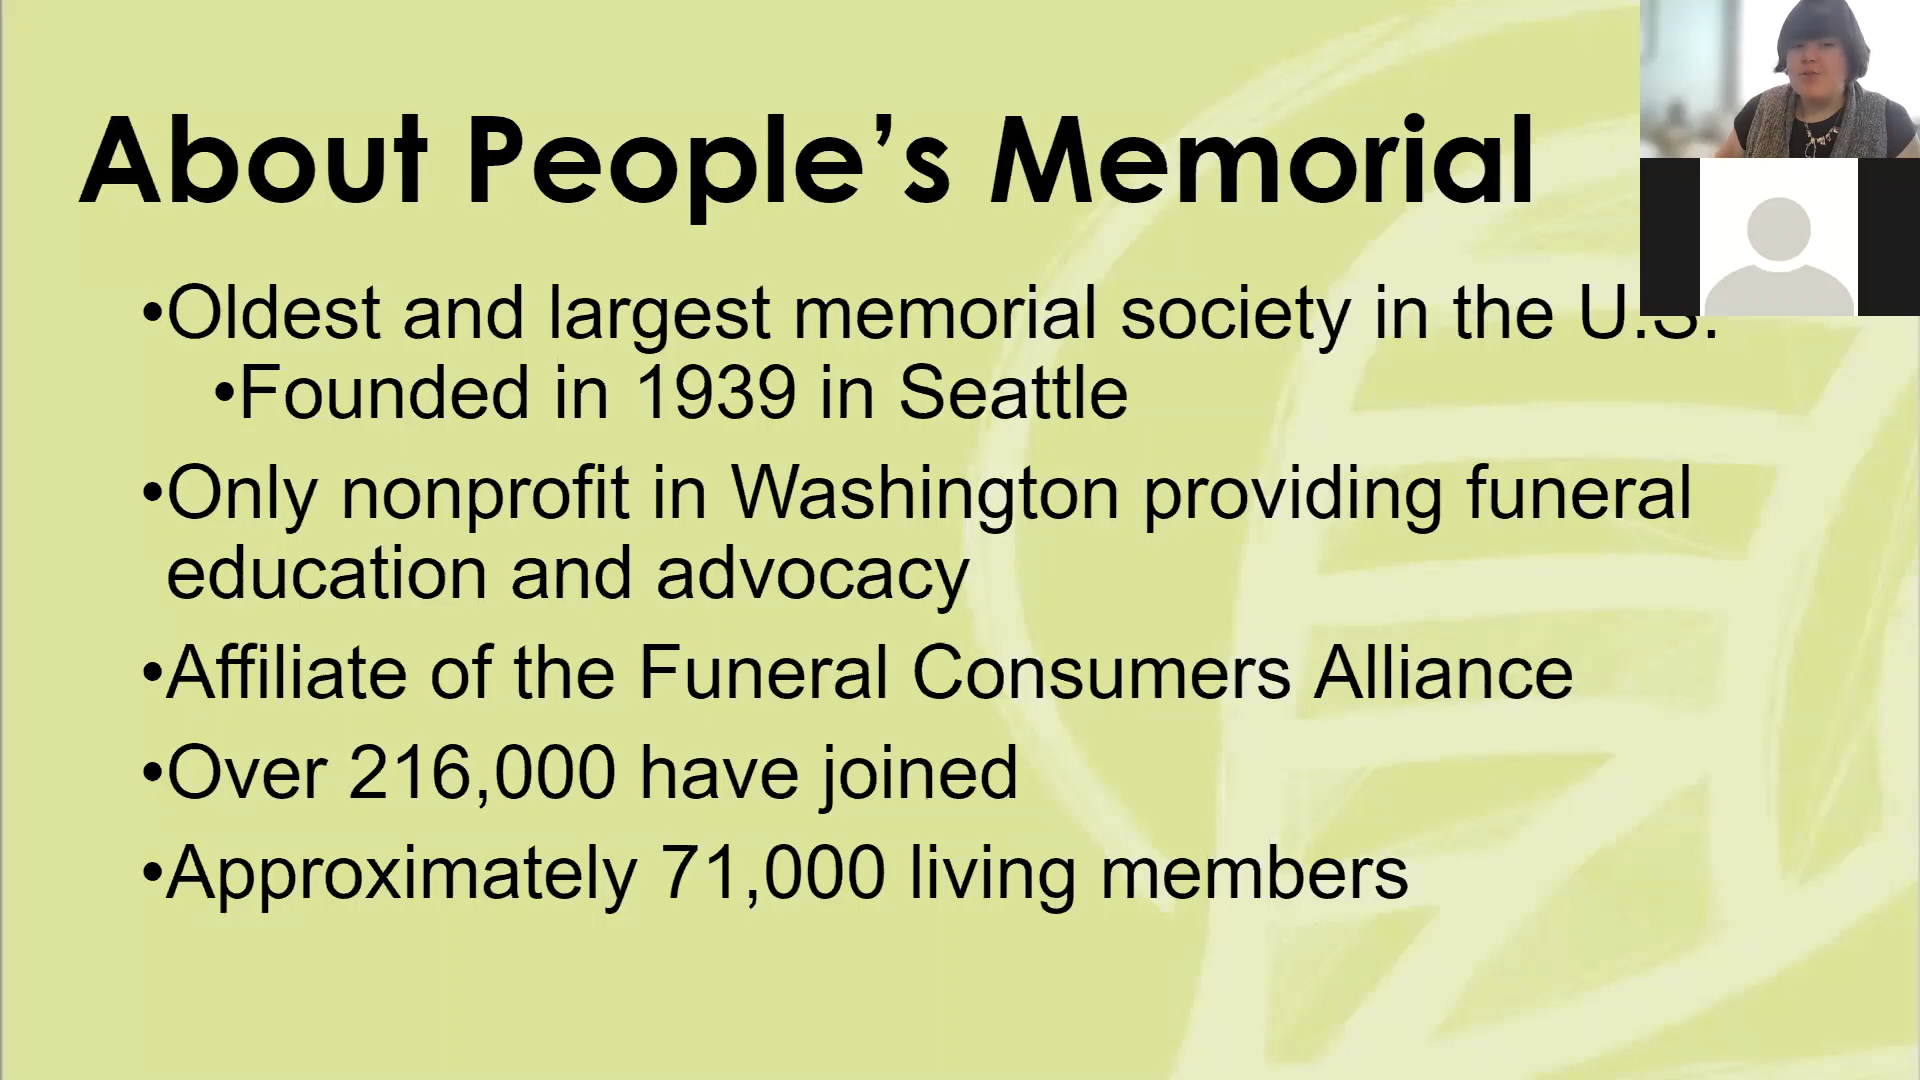 About People’s Memorial
•Oldest and largest memorial society in the U.S.
•Founded in 1939 in Seattle
•Only nonprofit in Washington providing funeral
education and advocacy
•Affiliate of the Funeral Consumers Alliance
•Over 216,000 have joined
•Approximately 71,000 living members